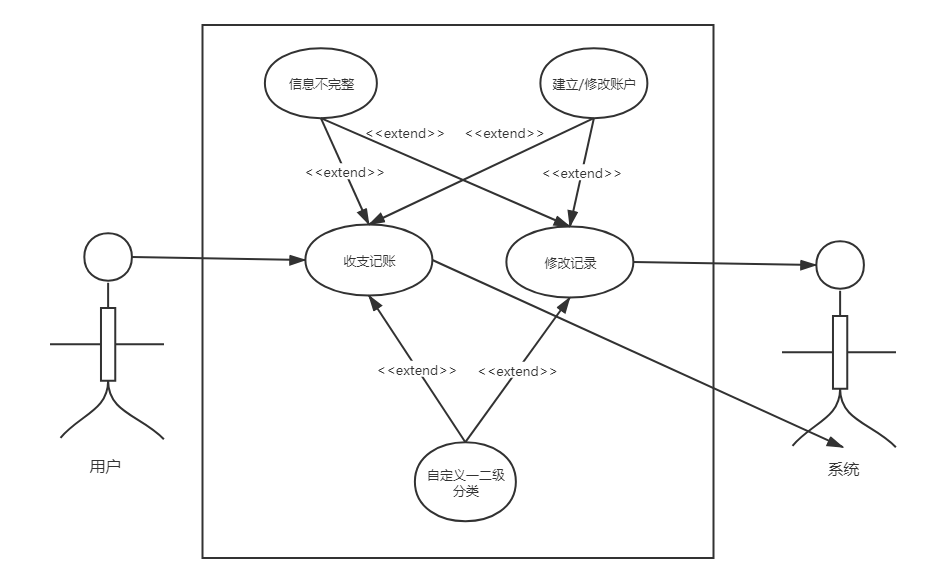 信息不完整
建立/修改账户
<<extend>>
<<extend>>
<<extend>>
<<extend>>
收支记账
修改记录
<<extend>>
<<extend>>
用户
系统
自定义一二级
分类